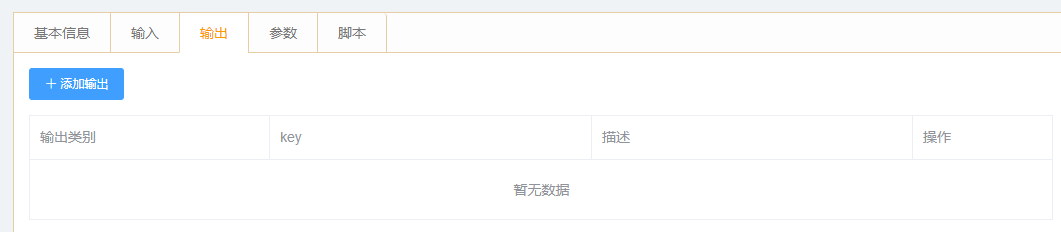 基本信息 输入 输出 参数 脚本
+ 添加输出
输出类别 key 描述 操作
暂无数据